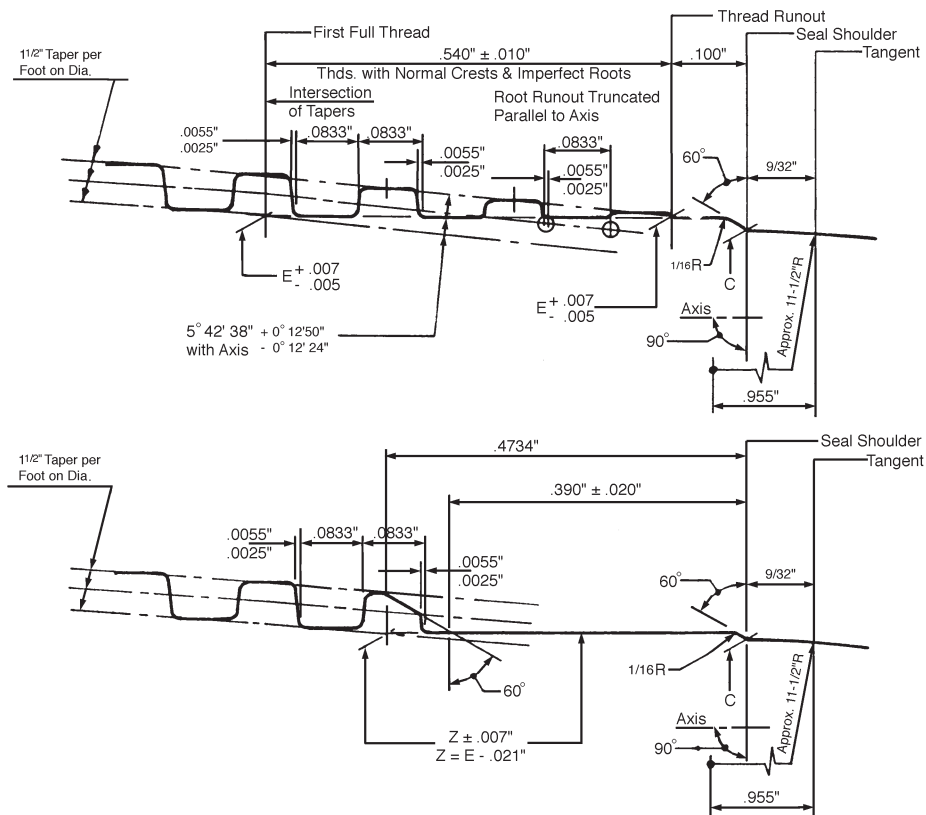 First Full Thread
Thread Runout
Seal Shoulder
Tangent
1 1/2" Taper per
Foot on Dia.
.540" ± .010"
.100"
Thds. with Normal Crests & Imperfect Roots
Intersection
of Tapers
Root Runout Truncated
Parallel to Axis
.0055"
.0025"
.0833"
.0833"
.0055"
.0025"
.0833"
.0055"
.0025"
60°
9/32"
E + .007
- .005
1/16R
C
E + .007
- .005
5° 42' 38" + 0° 12'50"
with Axis - 0° 12' 24"
Axis
90°
Approx. 11-1/2"R
.955"
1 1/2" Taper per
Foot on Dia.
.4734"
Seal Shoulder
Tangent
.390" ± .020"
.0055"
.0025"
.0833"
.0833"
.0055"
.0025"
60°
9/32"
1/16R
60°
C
Z ± .007"
Z = E - .021"
Axis
90°
Approx. 11-1/2"R
.955"